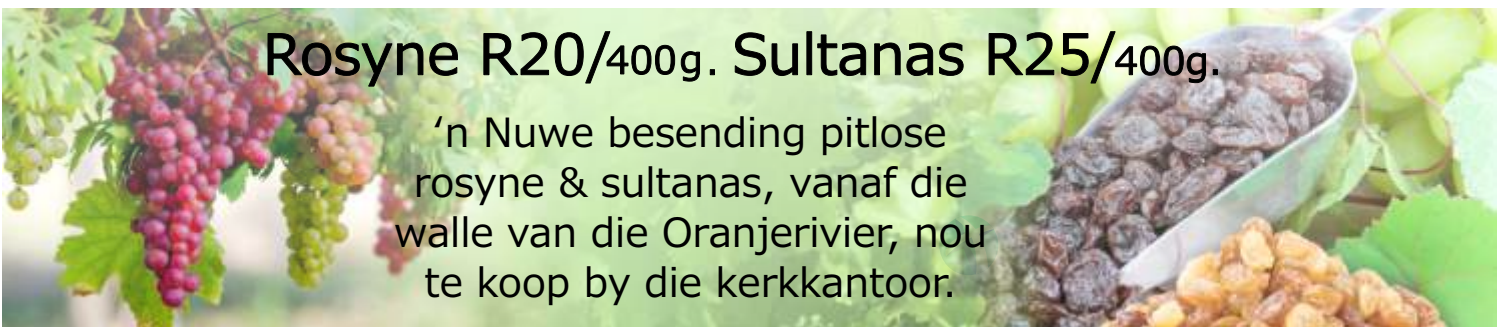 Rosyne R20/400g. Sultanas R25/400g.
‘n Nuwe besending pitlose
rosyne & sultanas, vanaf die
walle van die Oranjerivier, nou
te koop by die kerkkantoor.